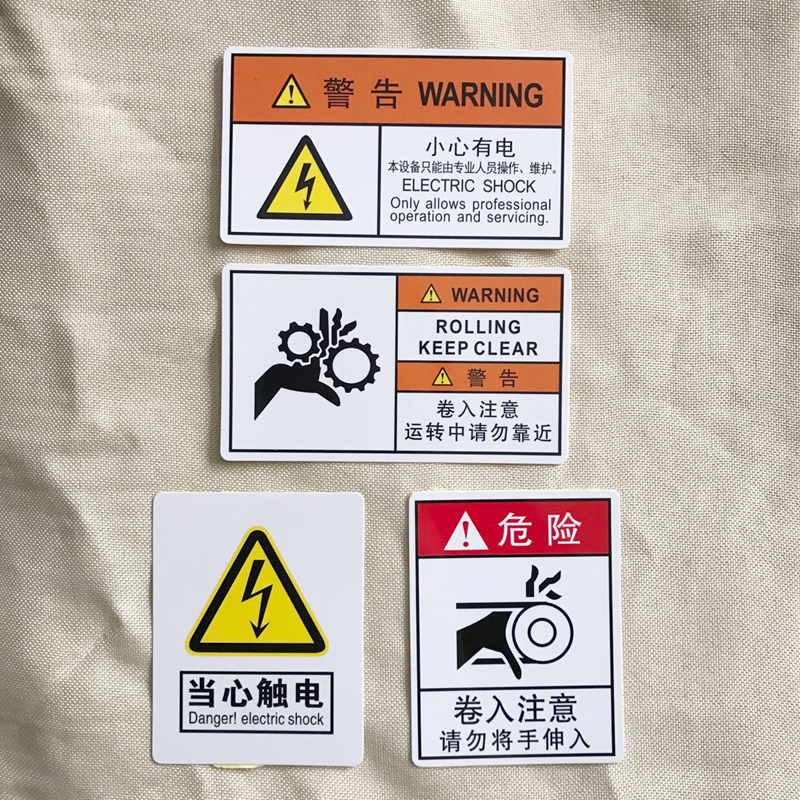 警告 WARNING
小心有电
本设备只能由专业人员操作、维护。
ELECTRIC SHOCK
Only allows professional
operation and servicing.
WARNING
ROLLING
KEEP CLEAR
警告
卷入注意
运转中请勿靠近
当心触电
Danger! electric shock
危险
卷入注意
请勿将手伸入